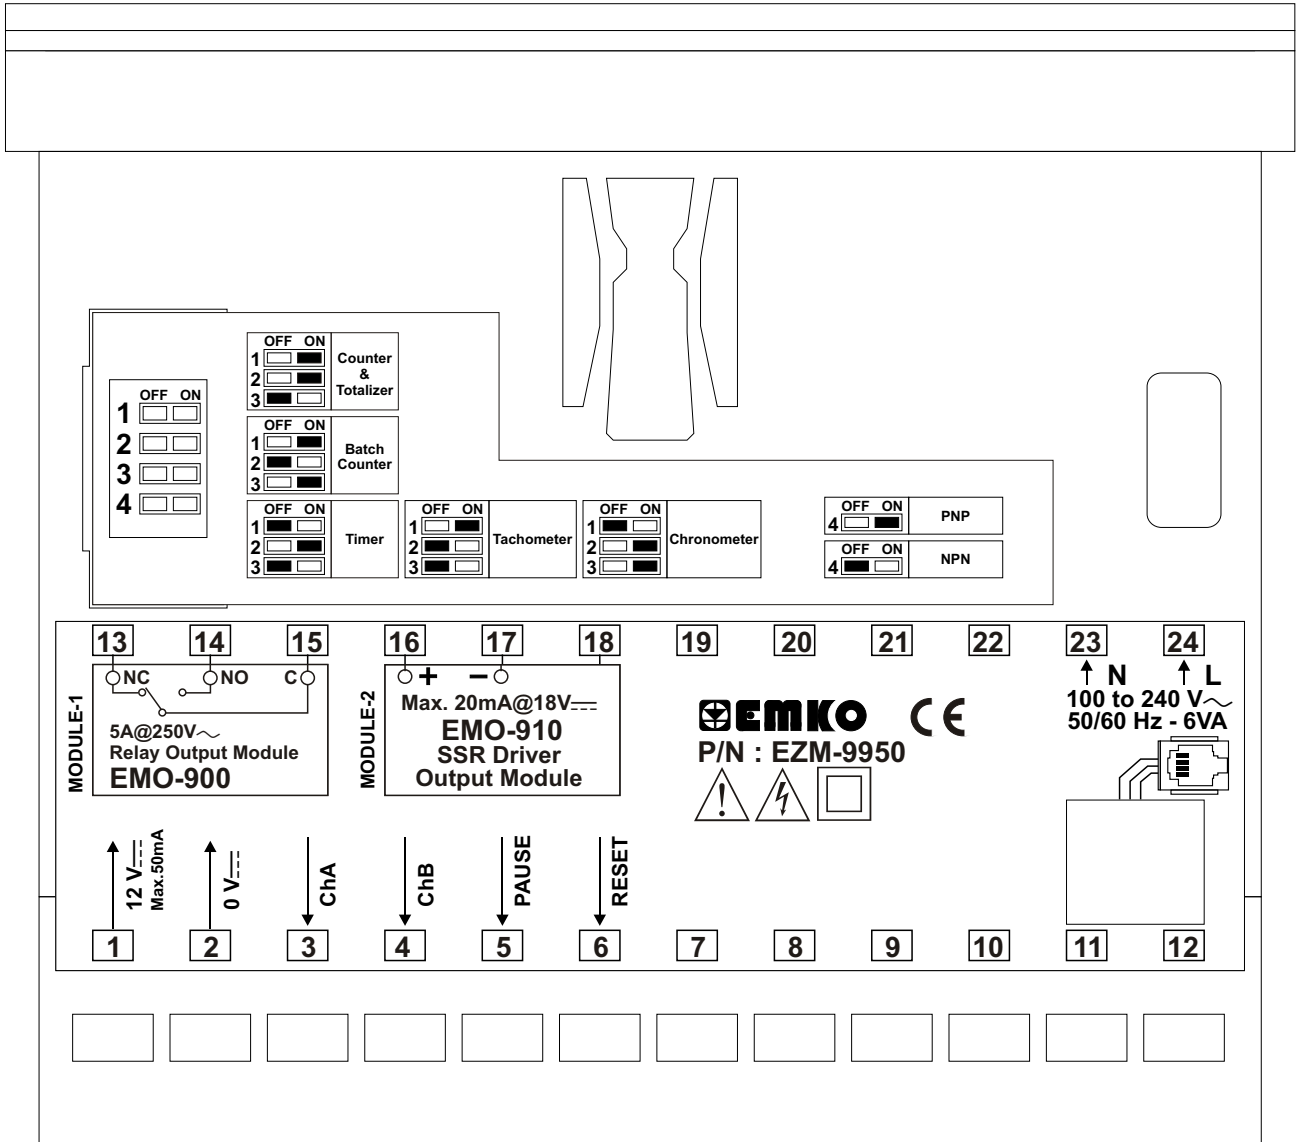 OFF ON
1
2
3
4
OFF ON
1
2
3
Counter
&
Totalizer
OFF ON
1
2
3
Batch
Counter
OFF ON
1
2
3
Timer
OFF ON
1
2
3
Tachometer
OFF ON
1
2
3
Chronometer
OFF ON
4
PNP
OFF ON
4
NPN
13 14 15 16 17 18 19 20 21 22 23 24
MODULE-1
NC NO C
5A@250V～
Relay Output Module
EMO-900
MODULE-2
+ −
Max. 20mA@18V⎓
EMO-910
SSR Driver
Output Module
EMKO CE
P/N : EZM-9950
N L
100 to 240 V～
50/60 Hz - 6VA
12 V⎓
Max.50mA
0 V⎓
ChA
ChB
PAUSE
RESET
1 2 3 4 5 6 7 8 9 10 11 12